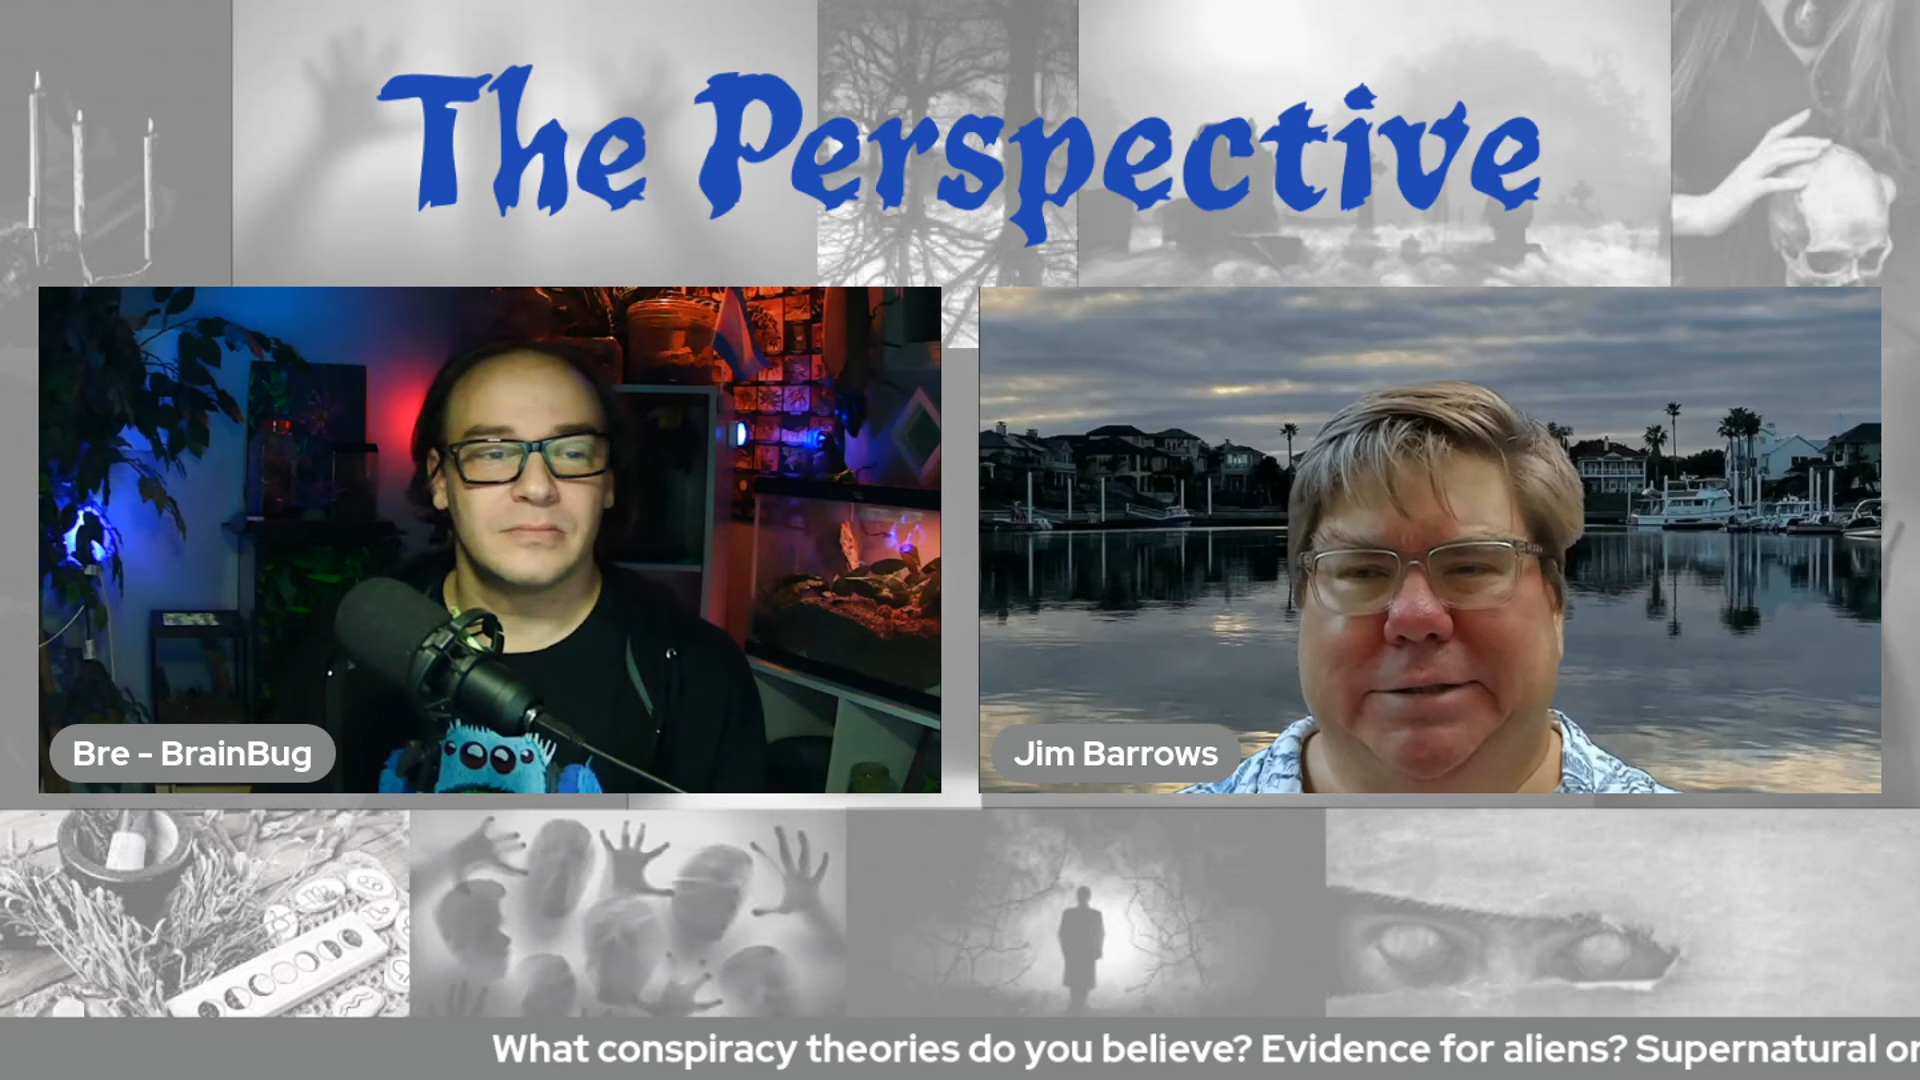 The Perspective
Bre - BrainBug
Jim Barrows
What conspiracy theories do you believe? Evidence for aliens? Supernatural or